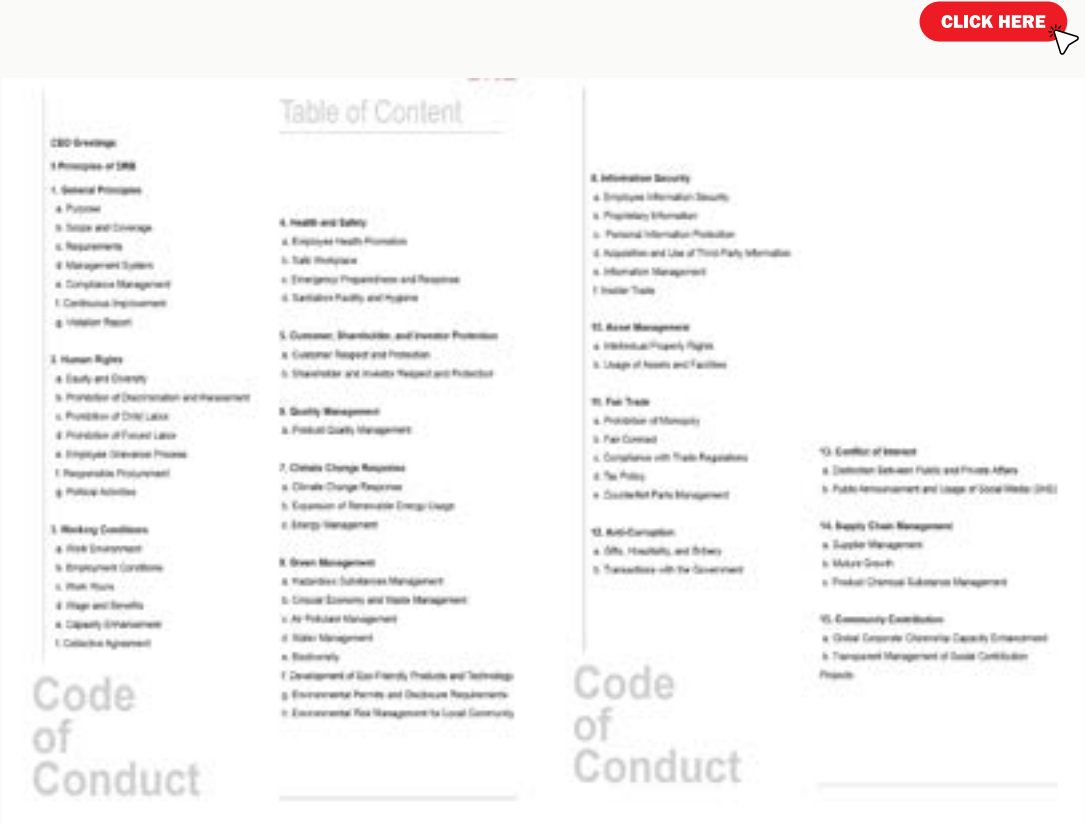 CLICK HERE
Table of Content
CEO Greetings
Principles of
1. General Principles
a. Purpose
b. Scope and Coverage
c. Requirements
d. Management System
e. Compliance Management
f. Continuous Improvement
g. Violation Report
2. Human Rights
a. Equity and Diversity
b. Prohibition of Discrimination and Harassment
c. Prohibition of Child Labor
d. Prohibition of Forced Labor
e. Employee Grievance Process
f. Responsible Procurement
g. Political Activities
3. Working Conditions
a. Work Environment
b. Employment Conditions
c. Work Hours
d. Wage and Benefits
e. Capacity Enhancement
f. Collective Agreement
Code
of
Conduct
4. Health and Safety
a. Employee Health Promotion
b. Safe Workplace
c. Emergency Preparedness and Response
d. Sanitation Facility and Hygiene
5. Customer, Shareholder, and Investor Protection
a. Customer Respect and Protection
b. Shareholder and Investor Respect and Protection
6. Quality Management
a. Product Quality Management
7. Climate Change Response
a. Climate Change Response
b. Expansion of Renewable Energy Usage
c. Energy Management
8. Green Management
a. Hazardous Substances Management
b. Circular Economy and Waste Management
c. Air Pollutant Management
d. Water Management
e. Biodiversity
f. Development of Eco-Friendly Products and Technology
g. Environmental Permits and Disclosure Requirements
h. Environmental Risk Management for Local Community
Information Security
a. Employee Information Security
b. Proprietary Information
c. Personal Information Protection
d. Acquisition and Use of Third-Party Information
e. Information Management
f. Insider Trade
10. Asset Management
a. Intellectual Property Rights
b. Usage of Assets and Facilities
11. Fair Trade
a. Prohibition of Monopoly
b. Fair Contract
c. Compliance with Trade Regulations
d. Tax Policy
e. Counterfeit Parts Management
12. Anti-Corruption
a. Gifts, Hospitality, and Bribery
b. Transactions with the Government
Code
of
Conduct
13. Conflict of Interest
a. Distinction Between Public and Private Affairs
b. Public Announcement and Usage of Social Media (SNS)
14. Supply Chain Management
a. Supplier Management
b. Mutual Growth
c. Product Chemical Substance Management
15. Community Contribution
a. Global Corporate Citizenship Capacity Enhancement
b. Transparent Management of Social Contribution
Projects